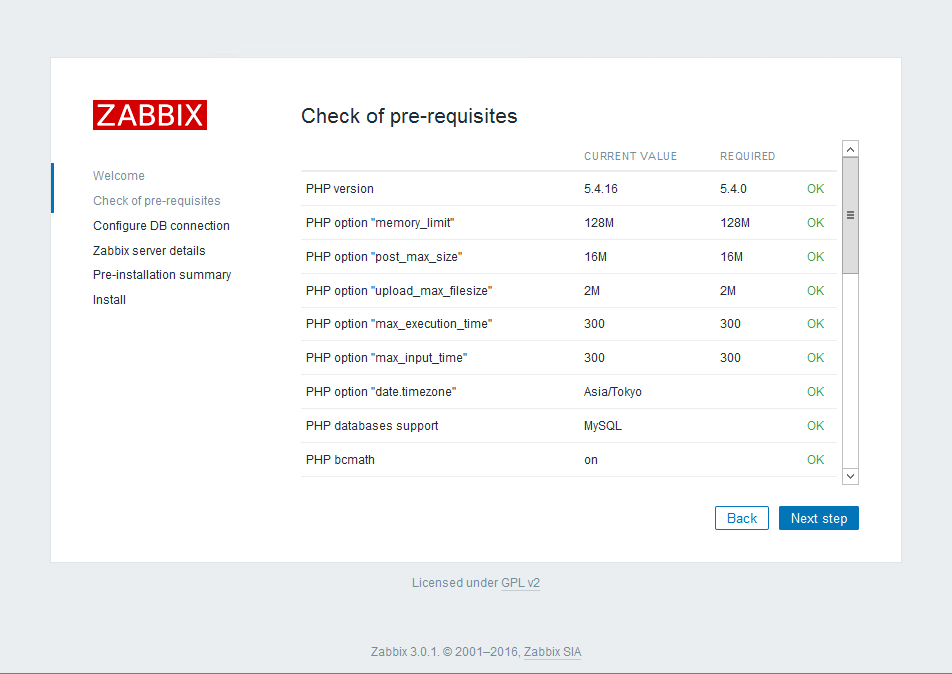 ZABBIX
Welcome
Check of pre-requisites
Configure DB connection
Zabbix server details
Pre-installation summary
Install
Check of pre-requisites
CURRENT VALUE REQUIRED
PHP version 5.4.16 5.4.0 OK
PHP option "memory_limit" 128M 128M OK
PHP option "post_max_size" 16M 16M OK
PHP option "upload_max_filesize" 2M 2M OK
PHP option "max_execution_time" 300 300 OK
PHP option "max_input_time" 300 300 OK
PHP option "date.timezone" Asia/Tokyo OK
PHP databases support MySQL OK
PHP bcmath on OK
Back Next step
Licensed under GPL v2
Zabbix 3.0.1. © 2001–2016, Zabbix SIA